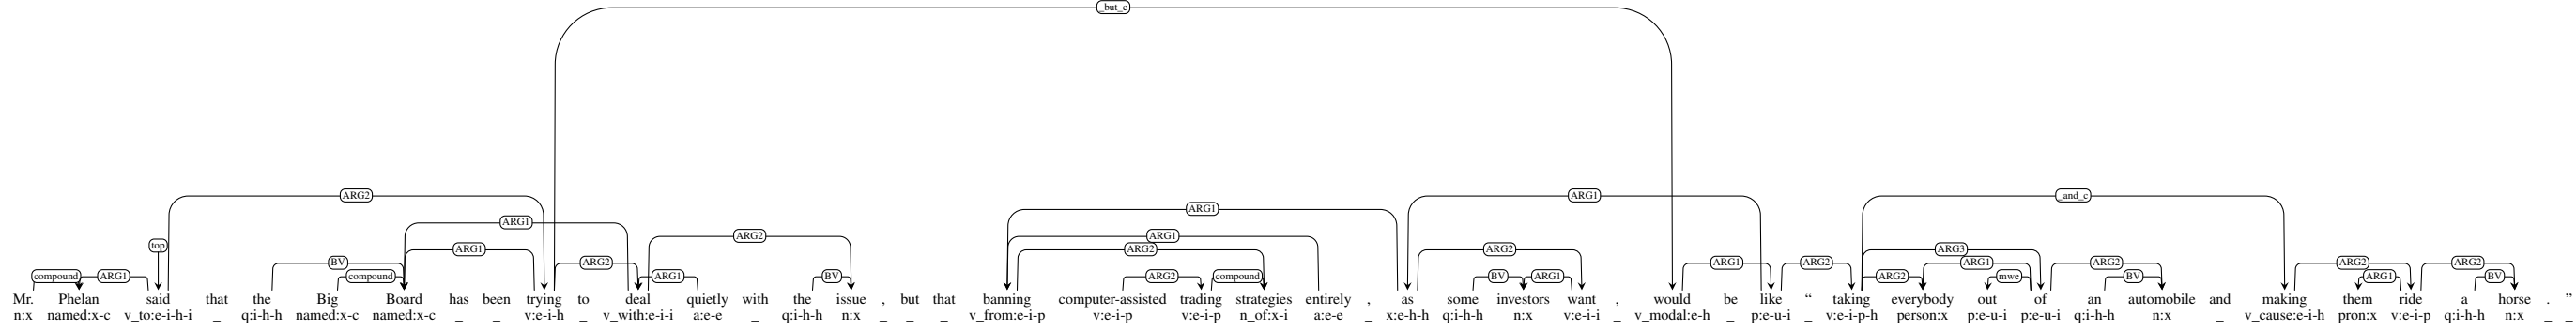 _but_c
ARG2 ARG1 _and_c
ARG1
ARG1 ARG2 ARG1
top ARG1 ARG2 ARG2 ARG3
BV ARG2 ARG1 ARG2 ARG1 ARG2 ARG2 ARG2
compound ARG1 compound ARG1 BV ARG2 compound BV ARG1 ARG2 mwe BV ARG1 BV
Mr. Phelan said that the Big Board has been trying to deal quietly with the issue , but that banning computer-assisted trading strategies entirely , as some investors want , would be like “ taking everybody out of an automobile and making them ride a horse . ”
n:x named:x-c v_to:e-i-h-i _ q:i-h-h named:x-c named:x-c _ _ v:e-i-h _ v_with:e-i-i a:e-e _ q:i-h-h n:x _ _ _ v_from:e-i-p v:e-i-p v:e-i-p n_of:x-i a:e-e _ x:e-h-h q:i-h-h n:x v:e-i-i _ v_modal:e-h _ p:e-u-i _ v:e-i-p-h person:x p:e-u-i p:e-u-i q:i-h-h n:x _ v_cause:e-i-h pron:x v:e-i-p q:i-h-h n:x _ _